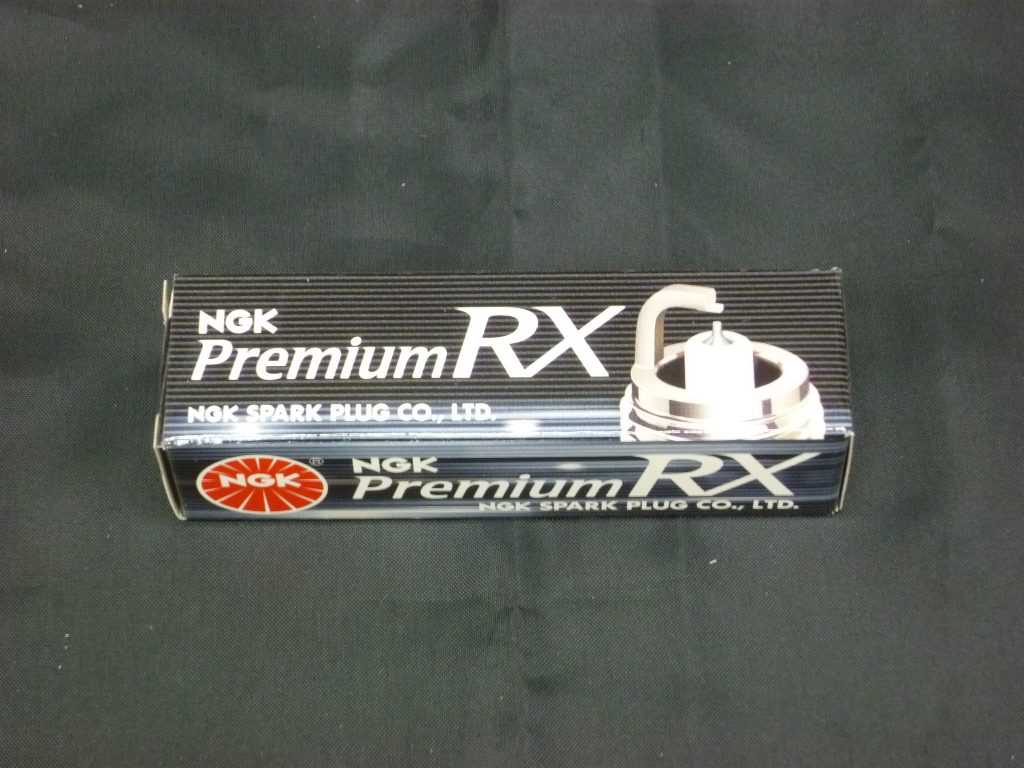 NGK
Premium RX
NGK SPARK PLUG CO., LTD.
NGK ®
NGK
Premium RX
NGK SPARK PLUG CO., LTD.